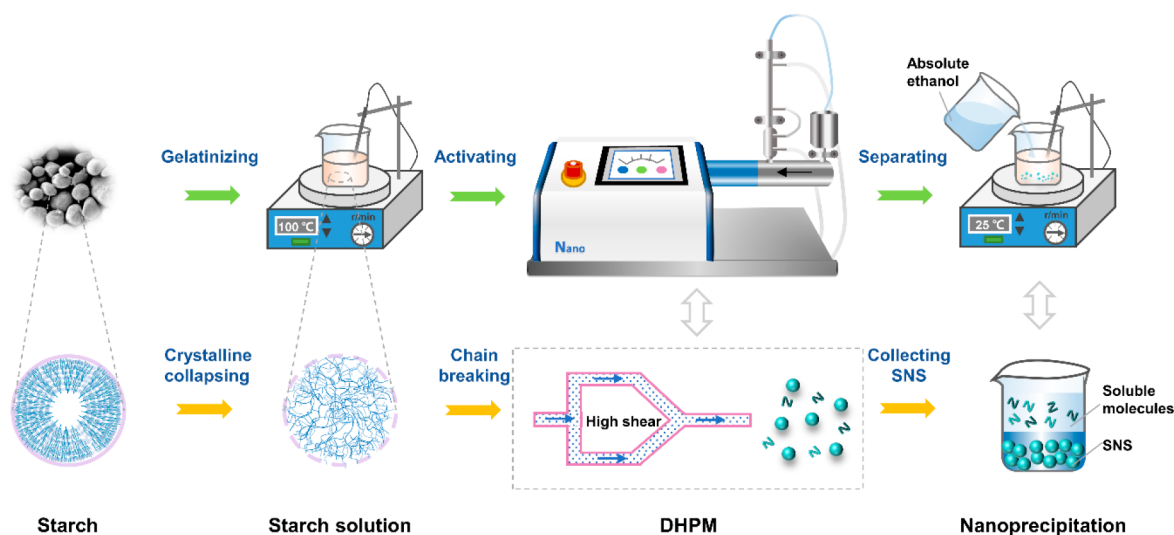 Absolute
ethanol
Gelatinizing
Activating
Separating
100 ℃
r/min
Nano
25 ℃
r/min
Crystalline
collapsing
Chain
breaking
High shear
Collecting
SNS
Soluble
molecules
SNS
Starch
Starch solution
DHPM
Nanoprecipitation